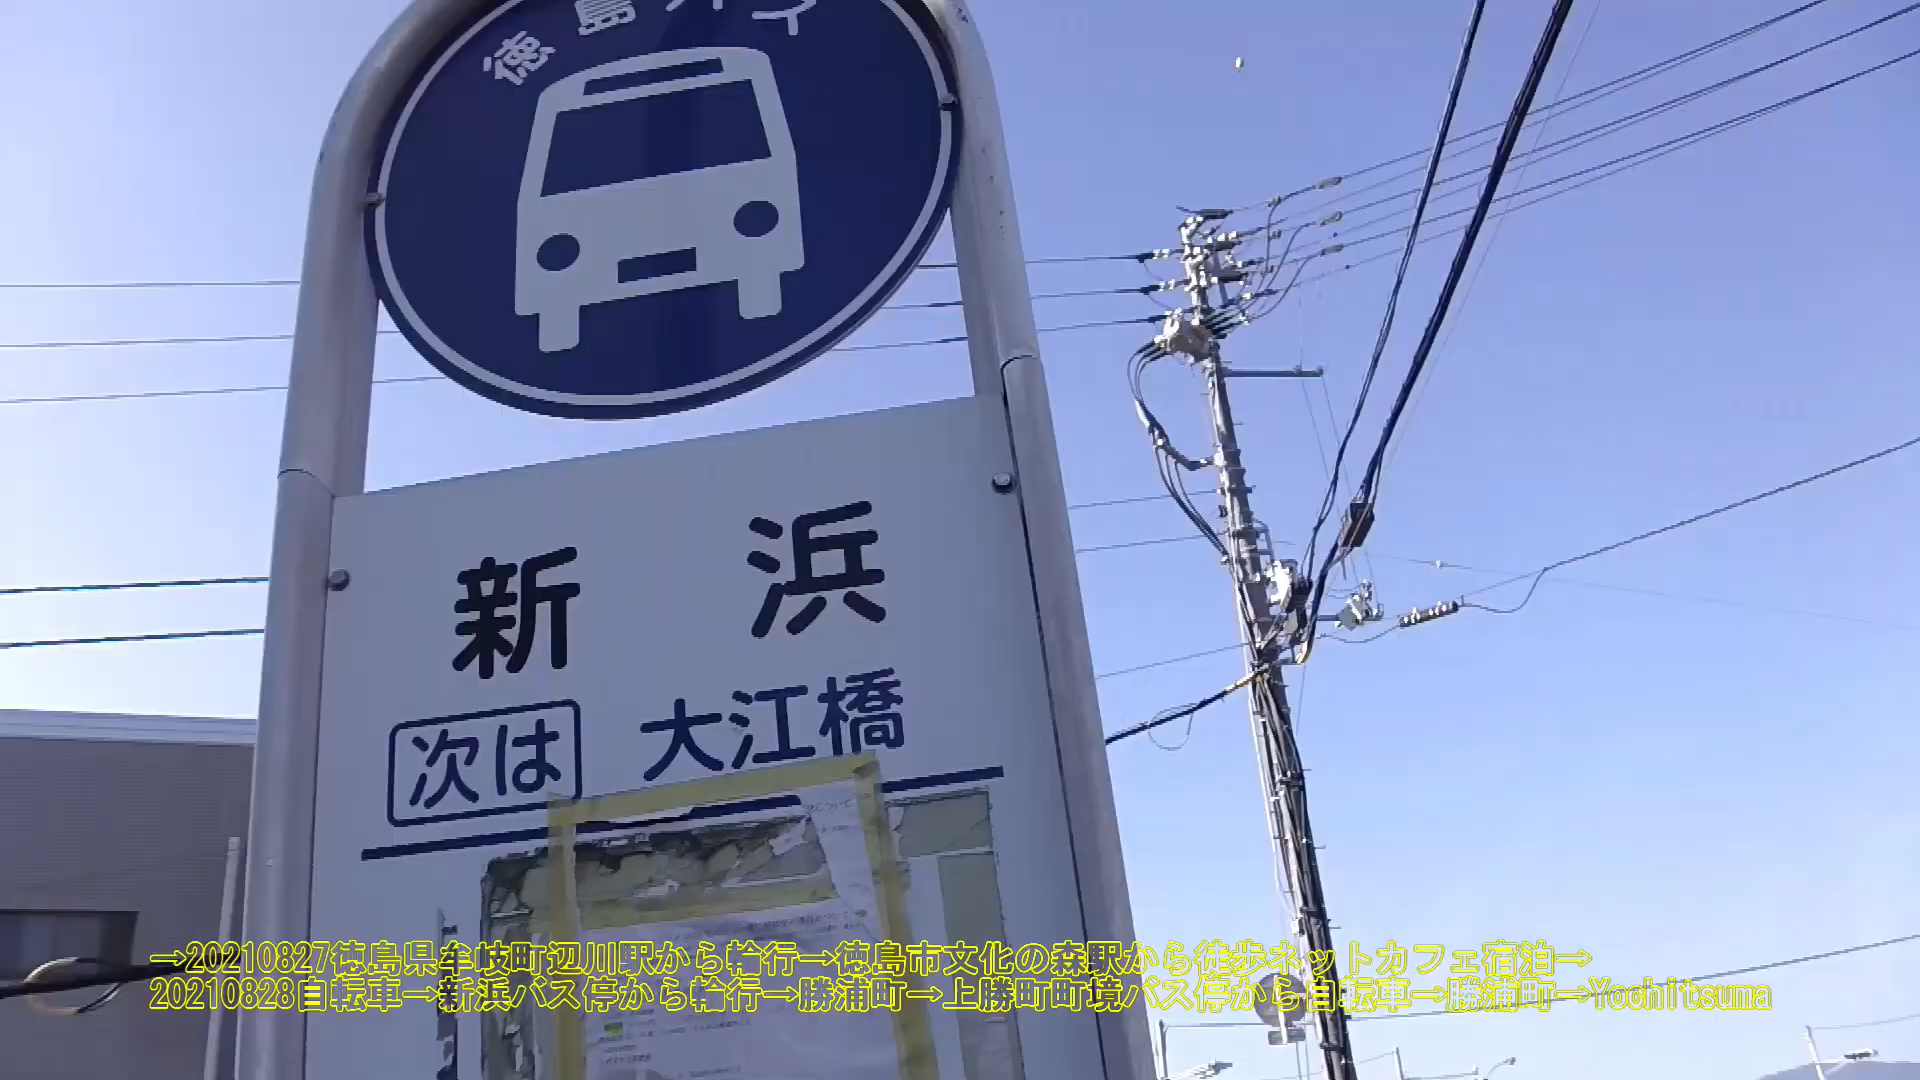 徳島バス
新浜
次は 大江橋
→20210827徳島県牟岐町辺川駅から輪行→徳島市文化の森駅から徒歩ネットカフェ宿泊→
20210828自転車→新浜バス停から輪行→勝浦町→上勝町町境バス停から自転車→勝浦町→Yochitsuma